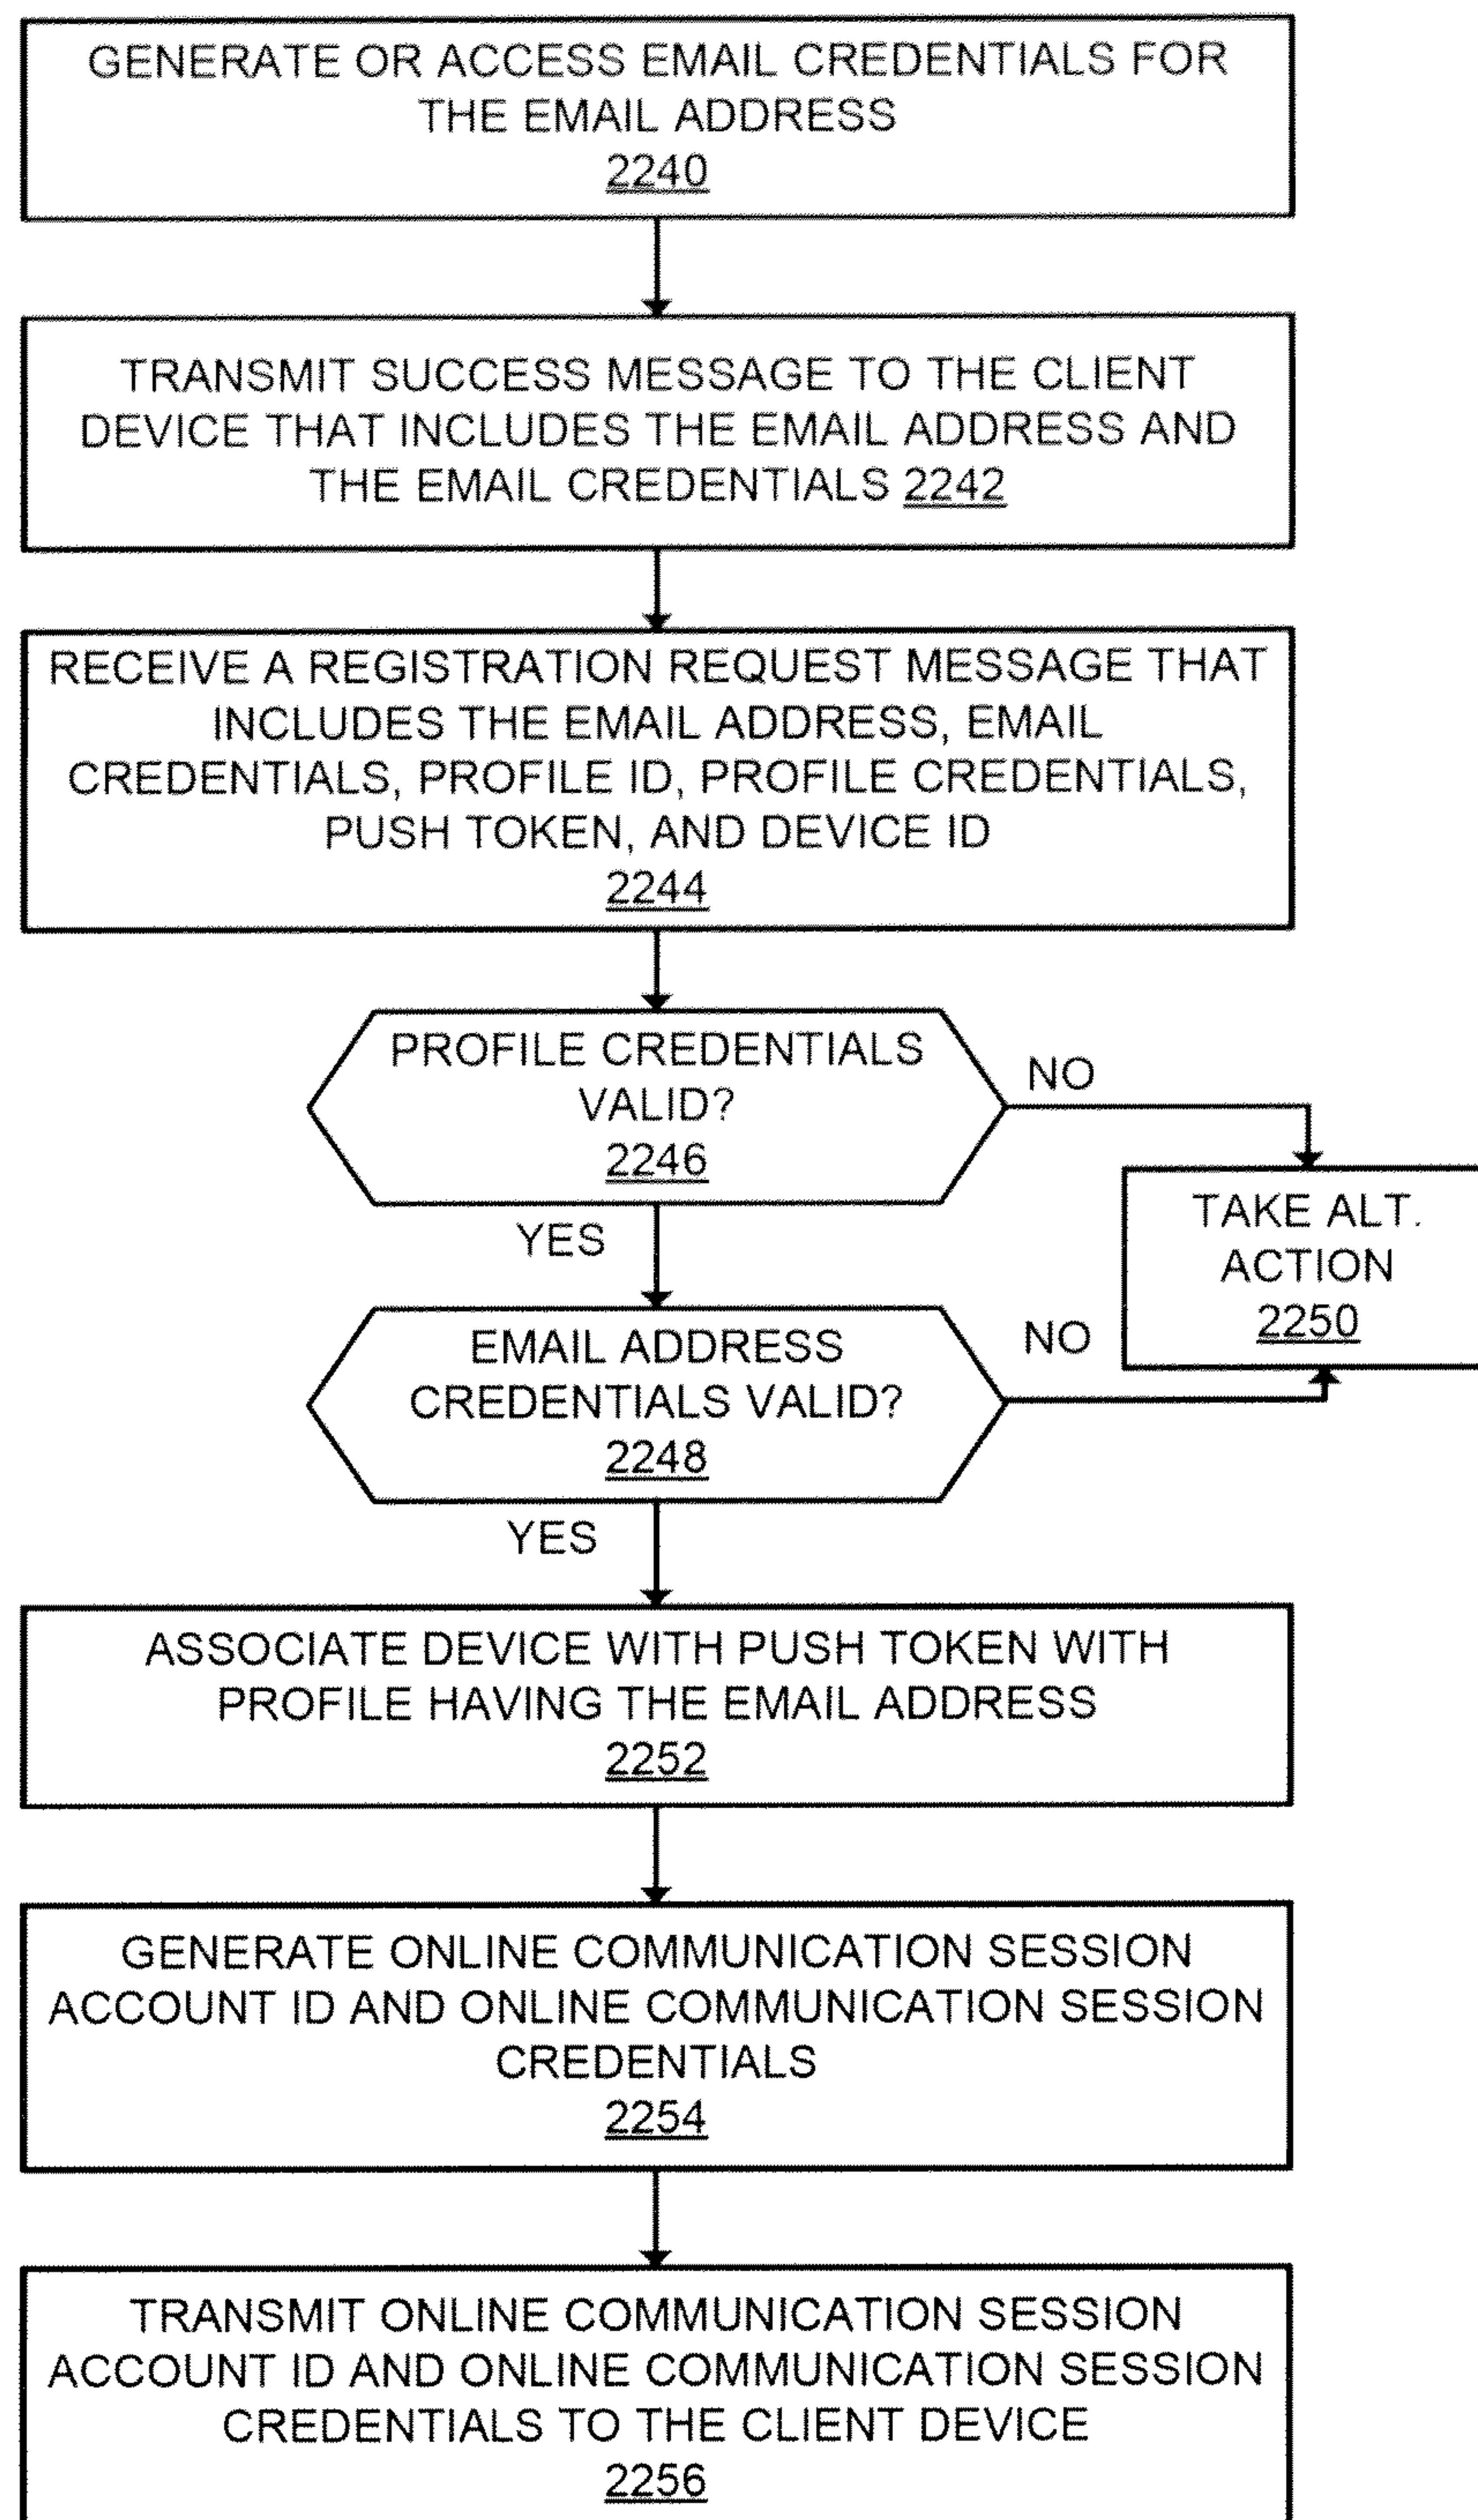 GENERATE OR ACCESS EMAIL CREDENTIALS FOR
THE EMAIL ADDRESS
2240
TRANSMIT SUCCESS MESSAGE TO THE CLIENT
DEVICE THAT INCLUDES THE EMAIL ADDRESS AND
THE EMAIL CREDENTIALS 2242
RECEIVE A REGISTRATION REQUEST MESSAGE THAT
INCLUDES THE EMAIL ADDRESS, EMAIL
CREDENTIALS, PROFILE ID, PROFILE CREDENTIALS,
PUSH TOKEN, AND DEVICE ID
2244
PROFILE CREDENTIALS
VALID?
2246
NO
YES
TAKE ALT.
ACTION
2250
EMAIL ADDRESS
CREDENTIALS VALID?
2248
NO
YES
ASSOCIATE DEVICE WITH PUSH TOKEN WITH
PROFILE HAVING THE EMAIL ADDRESS
2252
GENERATE ONLINE COMMUNICATION SESSION
ACCOUNT ID AND ONLINE COMMUNICATION SESSION
CREDENTIALS
2254
TRANSMIT ONLINE COMMUNICATION SESSION
ACCOUNT ID AND ONLINE COMMUNICATION SESSION
CREDENTIALS TO THE CLIENT DEVICE
2256